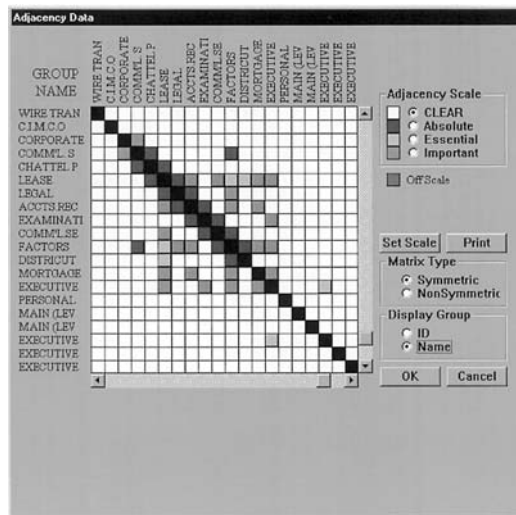 Adjacency Data
GROUP
NAME
WIRE TRAN
C.I.M.C.O
CORPORATE
COMM'L. S
CHATTEL P
LEASE
LEGAL
ACCTS.REC
EXAMINATI
COMM'L.SE
FACTORS
DISTRICUT
MORTGAGE
EXECUTIVE
PERSONAL
MAIN (LEV
MAIN (LEV
EXECUTIVE
EXECUTIVE
EXECUTIVE
WIRE TRAN
C.I.M.C.O
CORPORATE
COMM'L. S
CHATTEL P
LEASE
LEGAL
ACCTS.REC
EXAMINATI
COMM'L.SE
FACTORS
DISTRICUT
MORTGAGE
EXECUTIVE
PERSONAL
MAIN (LEV
MAIN (LEV
EXECUTIVE
EXECUTIVE
EXECUTIVE
Adjacency Scale
CLEAR
Absolute
Essential
Important
Off Scale
Set Scale Print
Matrix Type
Symmetric
NonSymmetric
Display Group
ID
Name
OK Cancel